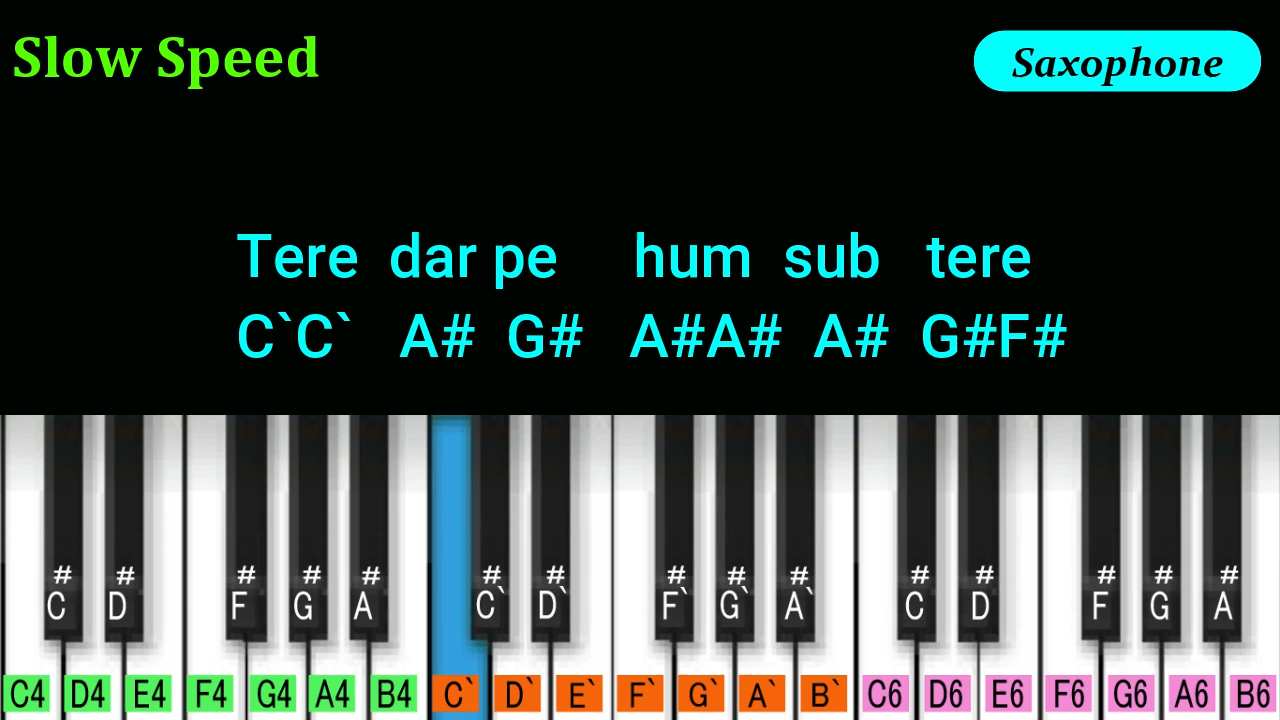 Slow Speed
Saxophone
Tere dar pe hum sub tere
C`C` A# G# A#A# A# G#F#
# # # # # # # # # # # # # # #
C D F G A C` D` F` G` A` C D F G A
C4 D4 E4 F4 G4 A4 B4 C` D` E` F` G` A` B` C6 D6 E6 F6 G6 A6 B6